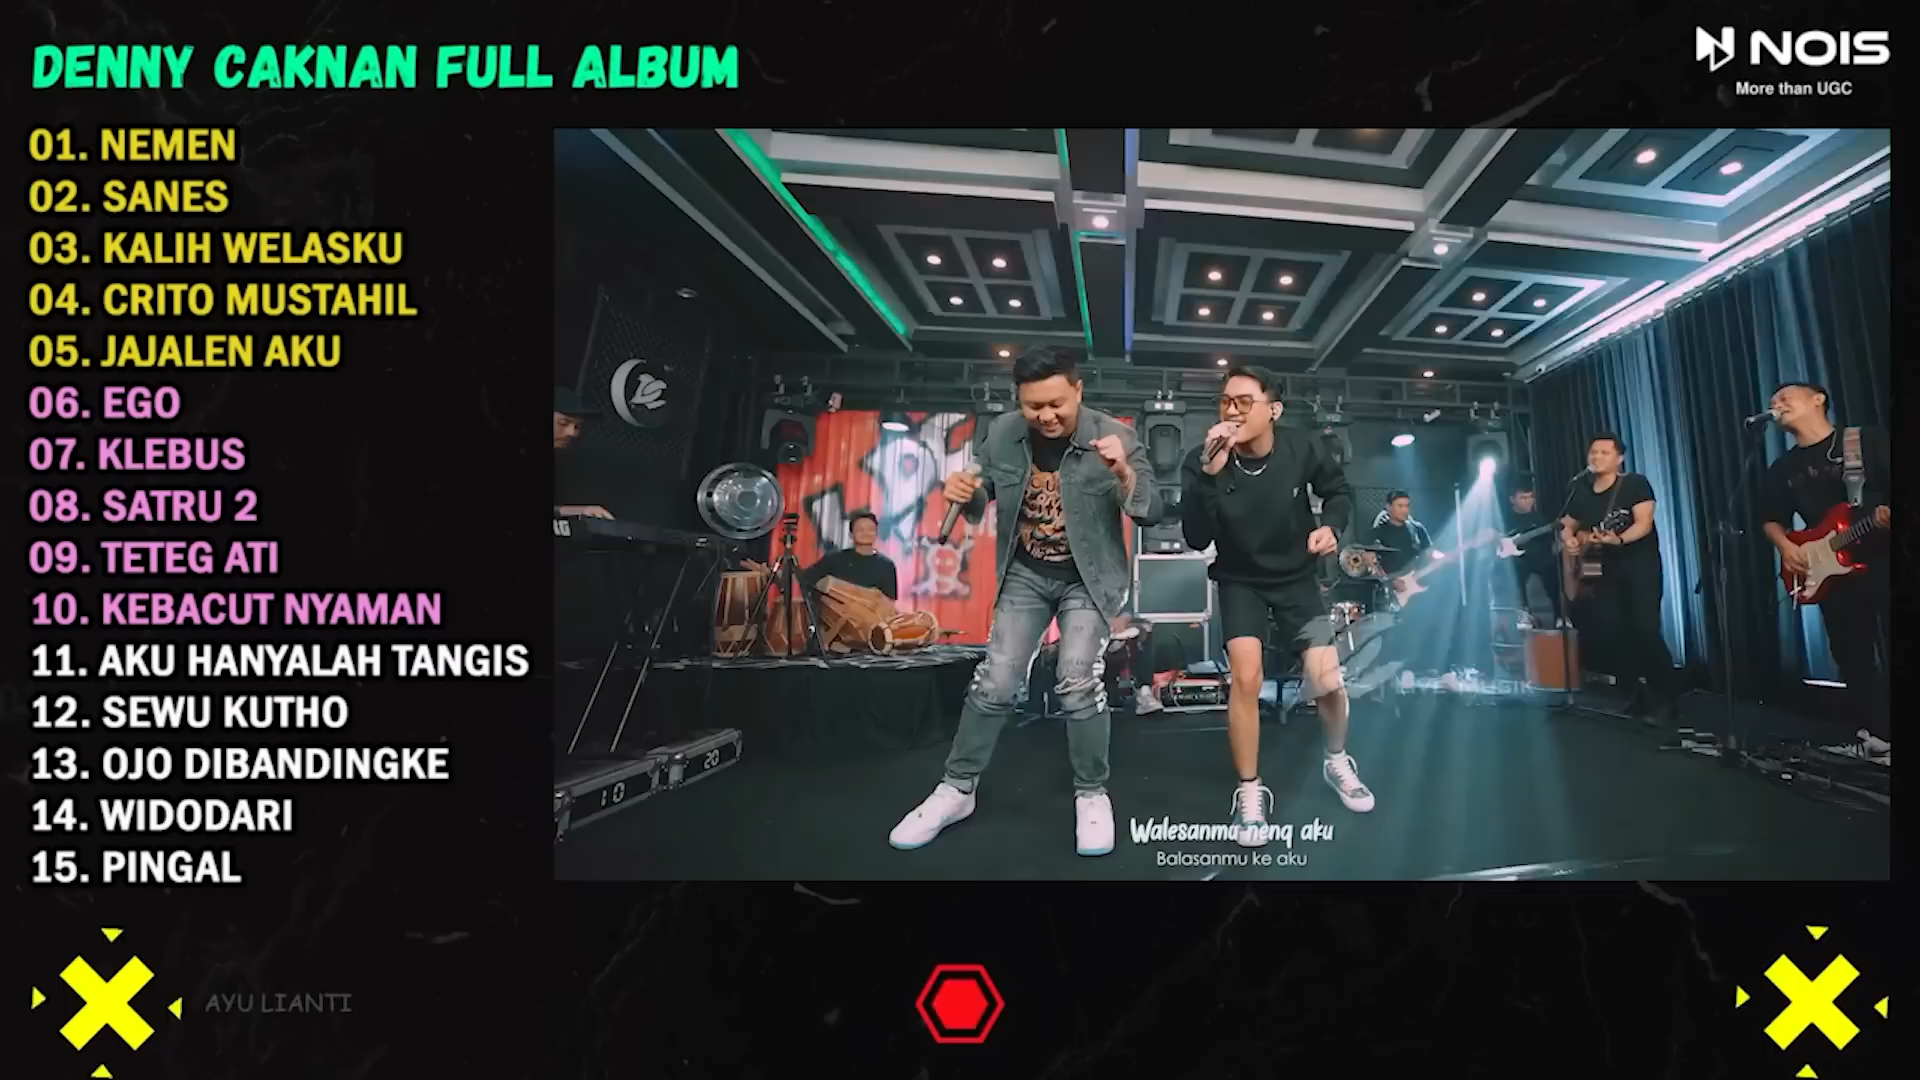 DENNY CAKNAN FULL ALBUM
NOIS
More than UGC
01. NEMEN
02. SANES
03. KALIH WELASKU
04. CRITO MUSTAHIL
05. JAJALEN AKU
06. EGO
07. KLEBUS
08. SATRU 2
09. TETEG ATI
10. KEBACUT NYAMAN
11. AKU HANYALAH TANGIS
12. SEWU KUTHO
13. OJO DIBANDINGKE
14. WIDODARI
15. PINGAL
20
10
Walesanmu neng aku
Balasanmu ke aku
AYU LIANTI